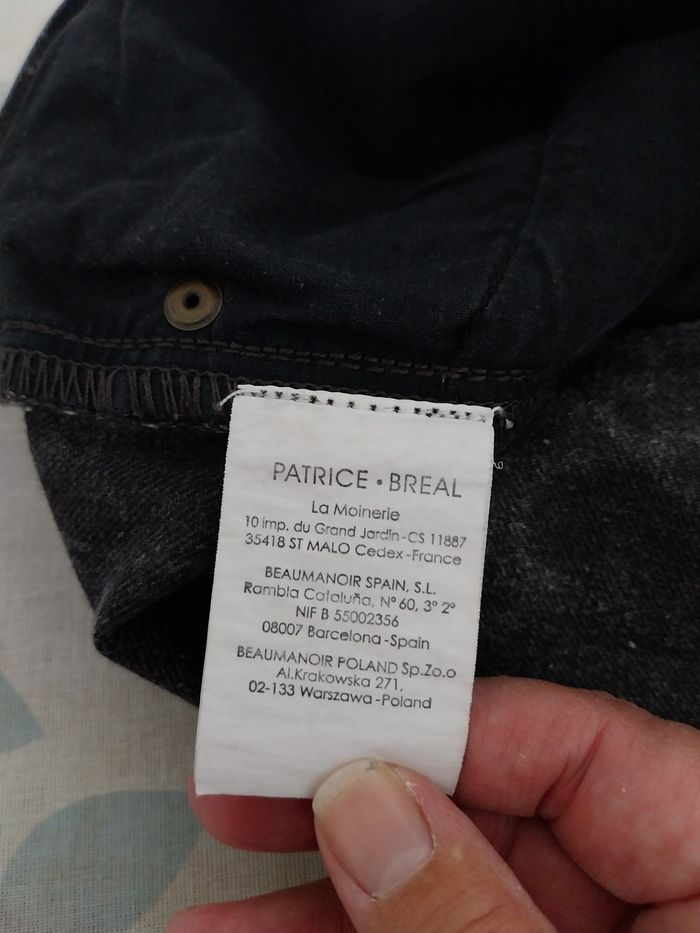 PATRICE • BREAL
La Moinerie
10 imp. du Grand Jardin-CS 11887
35418 ST MALO Cedex-France
BEAUMANOIR SPAIN, S.L.
Rambla Cataluña, Nº 60, 3º 2º
NIF B 55002356
08007 Barcelona-Spain
BEAUMANOIR POLAND Sp.Zo.o
Al.Krakowska 271,
02-133 Warszawa-Poland